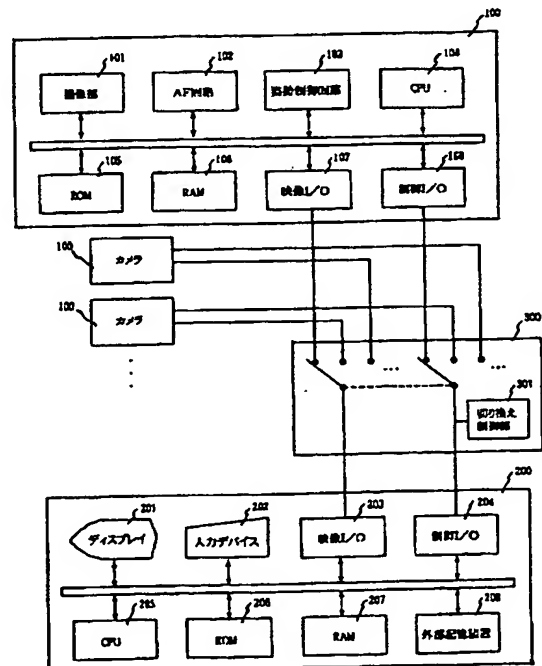 100
101
102
103
104
撮像部
AF回路
CPU
105
106
107
108
ROM
RAM
映像I/O
制御I/O
100
カメラ
100
カメラ
300
301
切り換え
制御部
200
201
202
203
204
ディスプレイ
入力デバイス
映像I/O
制御I/O
205
206
207
208
CPU
ROM
RAM
外部記憶装置